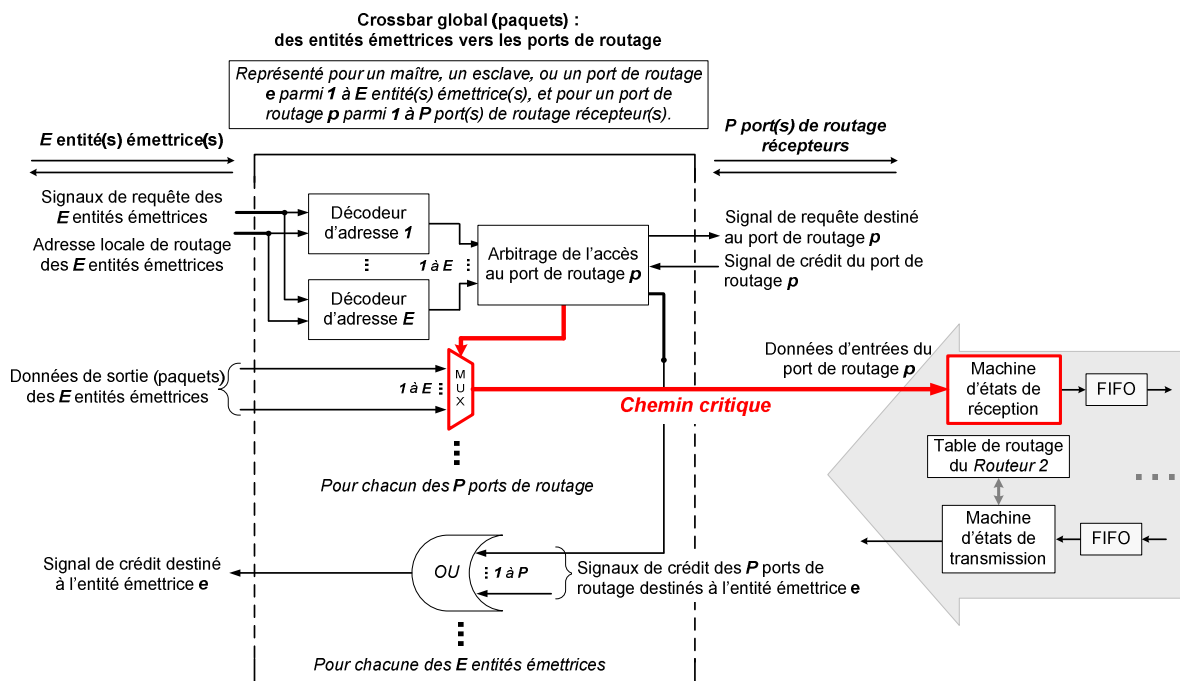 Crossbar global (paquets) :
des entités émettrices vers les ports de routage
Représenté pour un maître, un esclave, ou un port de routage
e parmi 1 à E entité(s) émettrice(s), et pour un port de
routage p parmi 1 à P port(s) de routage récepteur(s).
E entité(s) émettrice(s)
P port(s) de routage
récepteurs
Signaux de requête des
E entités émettrices
Adresse locale de routage
des E entités émettrices
Décodeur
d'adresse 1
1 à E
Décodeur
d'adresse E
Arbitrage de l'accès
au port de routage p
Signal de requête destiné
au port de routage p
Signal de crédit du port de
routage p
Données de sortie (paquets)
des E entités émettrices
1 à E
M
U
X
Chemin critique
Données d'entrées du
port de routage p
Machine
d'états de
réception
FIFO
Table de routage
du Routeur 2
Machine
d'états de
transmission
FIFO
Pour chacun des P ports de routage
Signal de crédit destiné
à l'entité émettrice e
OU
1 à P
Signaux de crédit des P ports de
routage destinés à l'entité émettrice e
Pour chacune des E entités émettrices